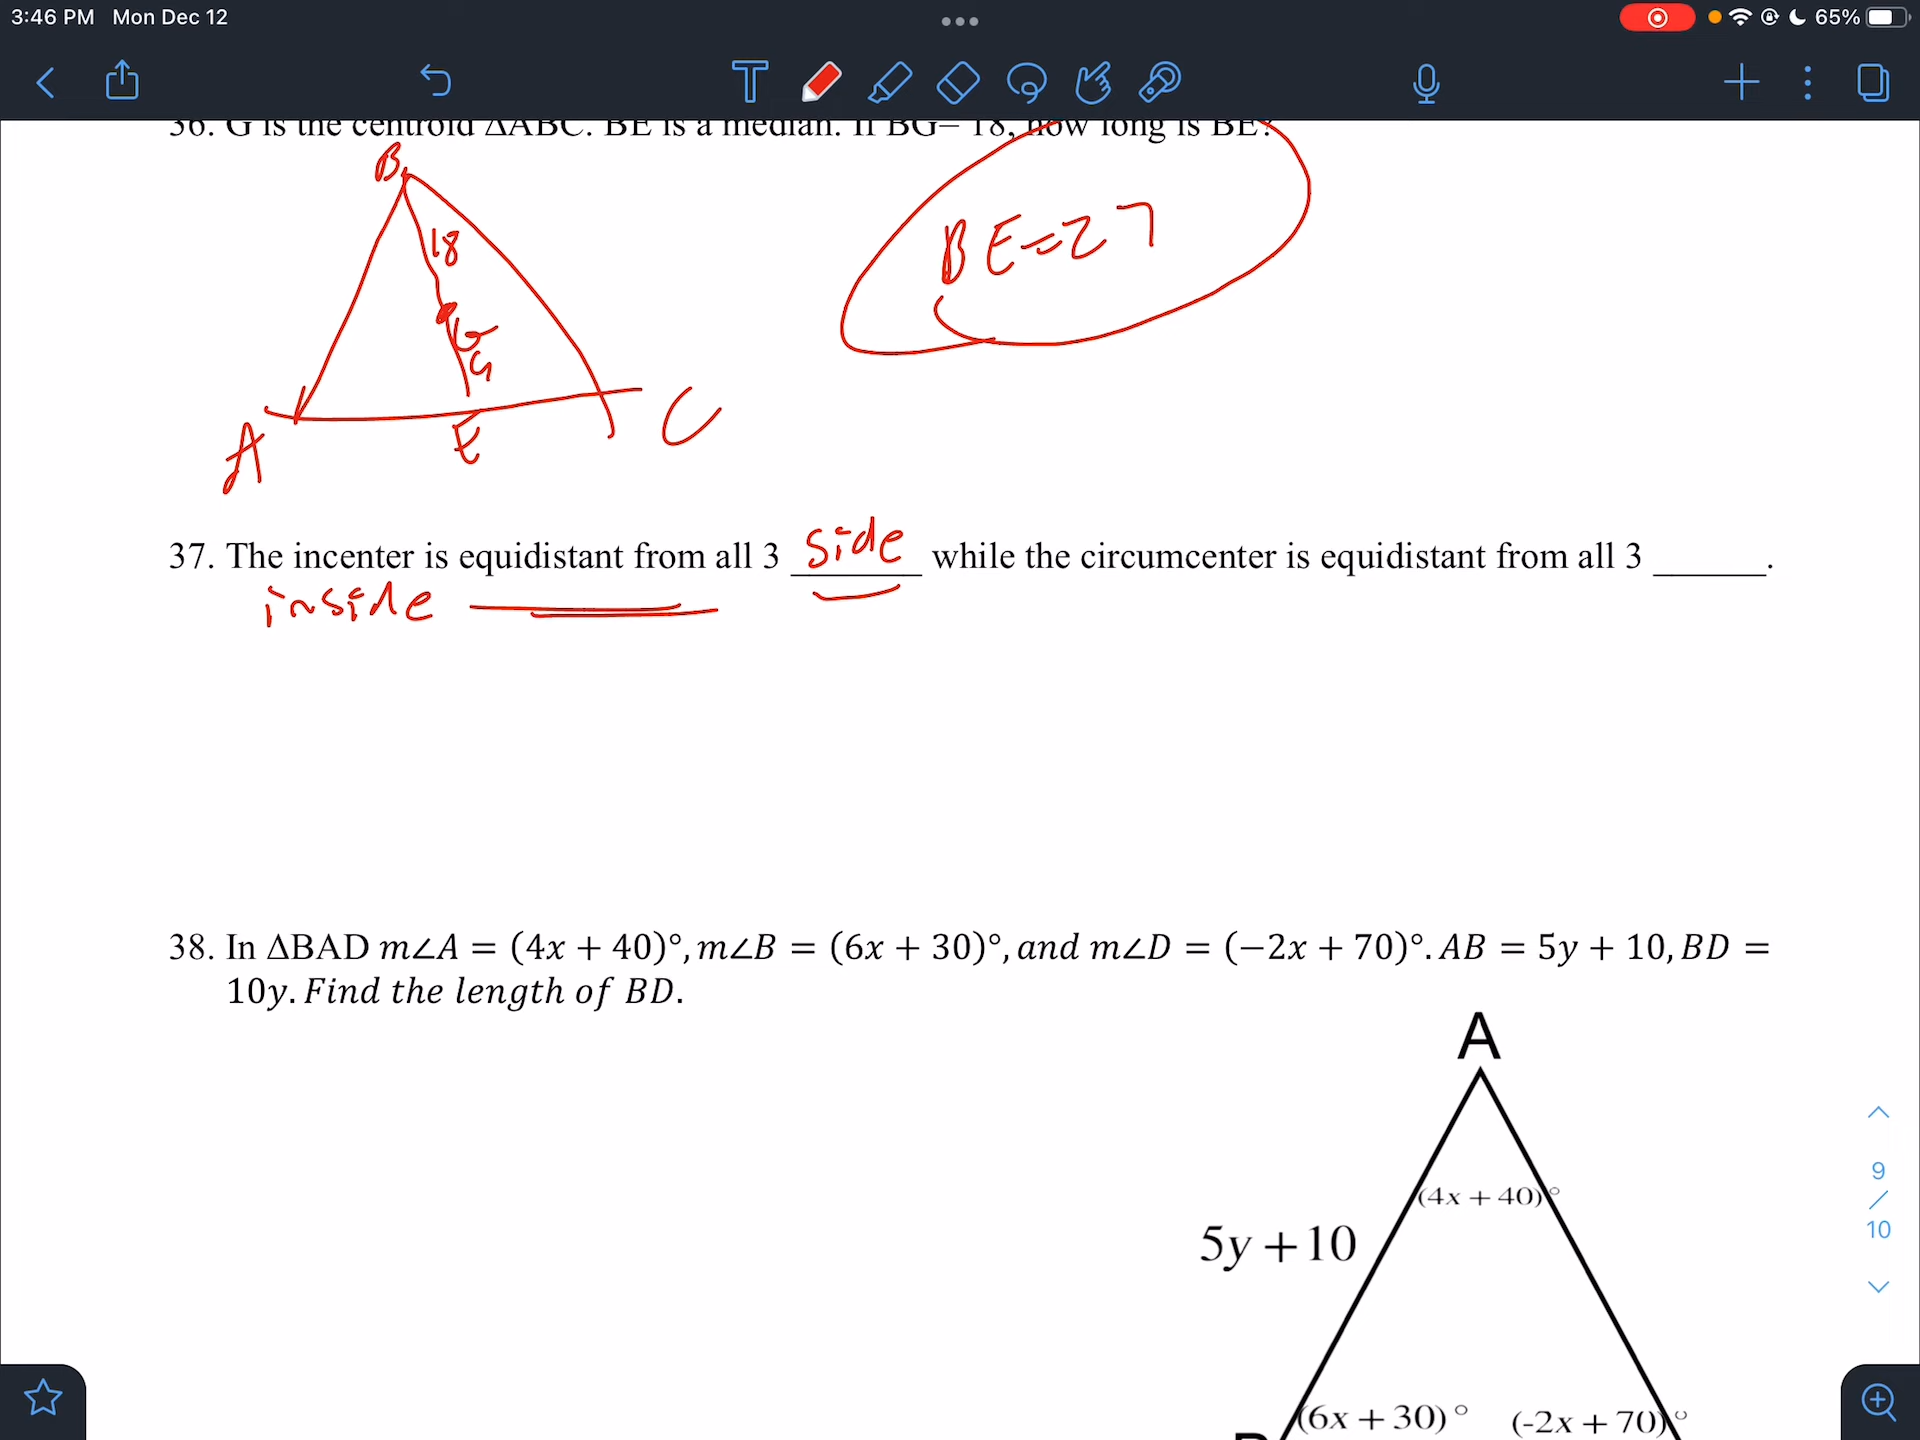 3:46 PM Mon Dec 12
65%
36. G is the centroid ΔABC. BE is a median. If BG= 18, how long is BE?
B
18
G
9
A
E
C
BE=27
37. The incenter is equidistant from all 3 side while the circumcenter is equidistant from all 3 ______.
inside
38. In ΔBAD m∠A = (4x + 40)°, m∠B = (6x + 30)°, and m∠D = (−2x + 70)°. AB = 5y + 10, BD =
10y. Find the length of BD.
A
(4x + 40)°
5y + 10
(6x + 30)° (-2x + 70)°
9
/
10